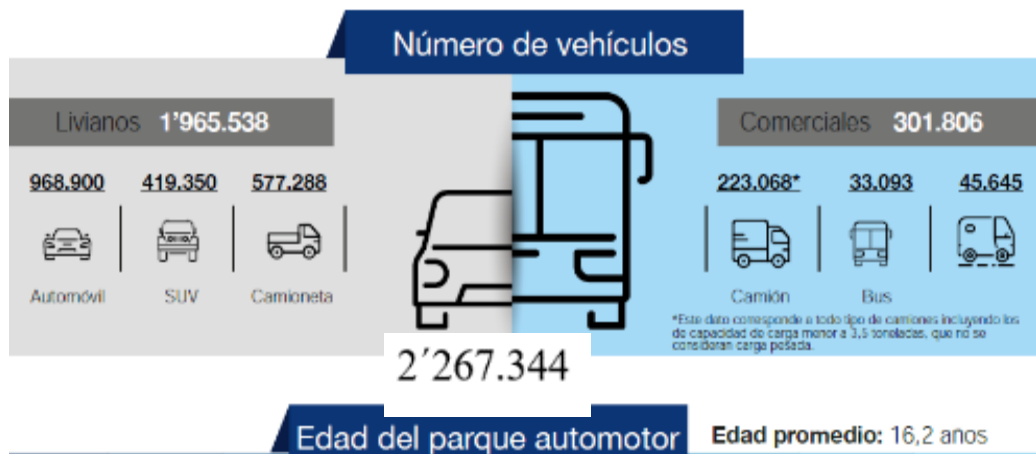 Número de vehículos
Livianos 1’965.538
968.900 419.350 577.288
Automóvil SUV Camioneta
Comerciales 301.806
223.068* 33.093 45.645
Camión Bus
*Este dato corresponde a todo tipo de camiones incluyendo los
de capacidad de carga menor a 3,5 toneladas, que no se
consideran carga pesada.
2´267.344
Edad del parque automotor
Edad promedio: 16,2 anos